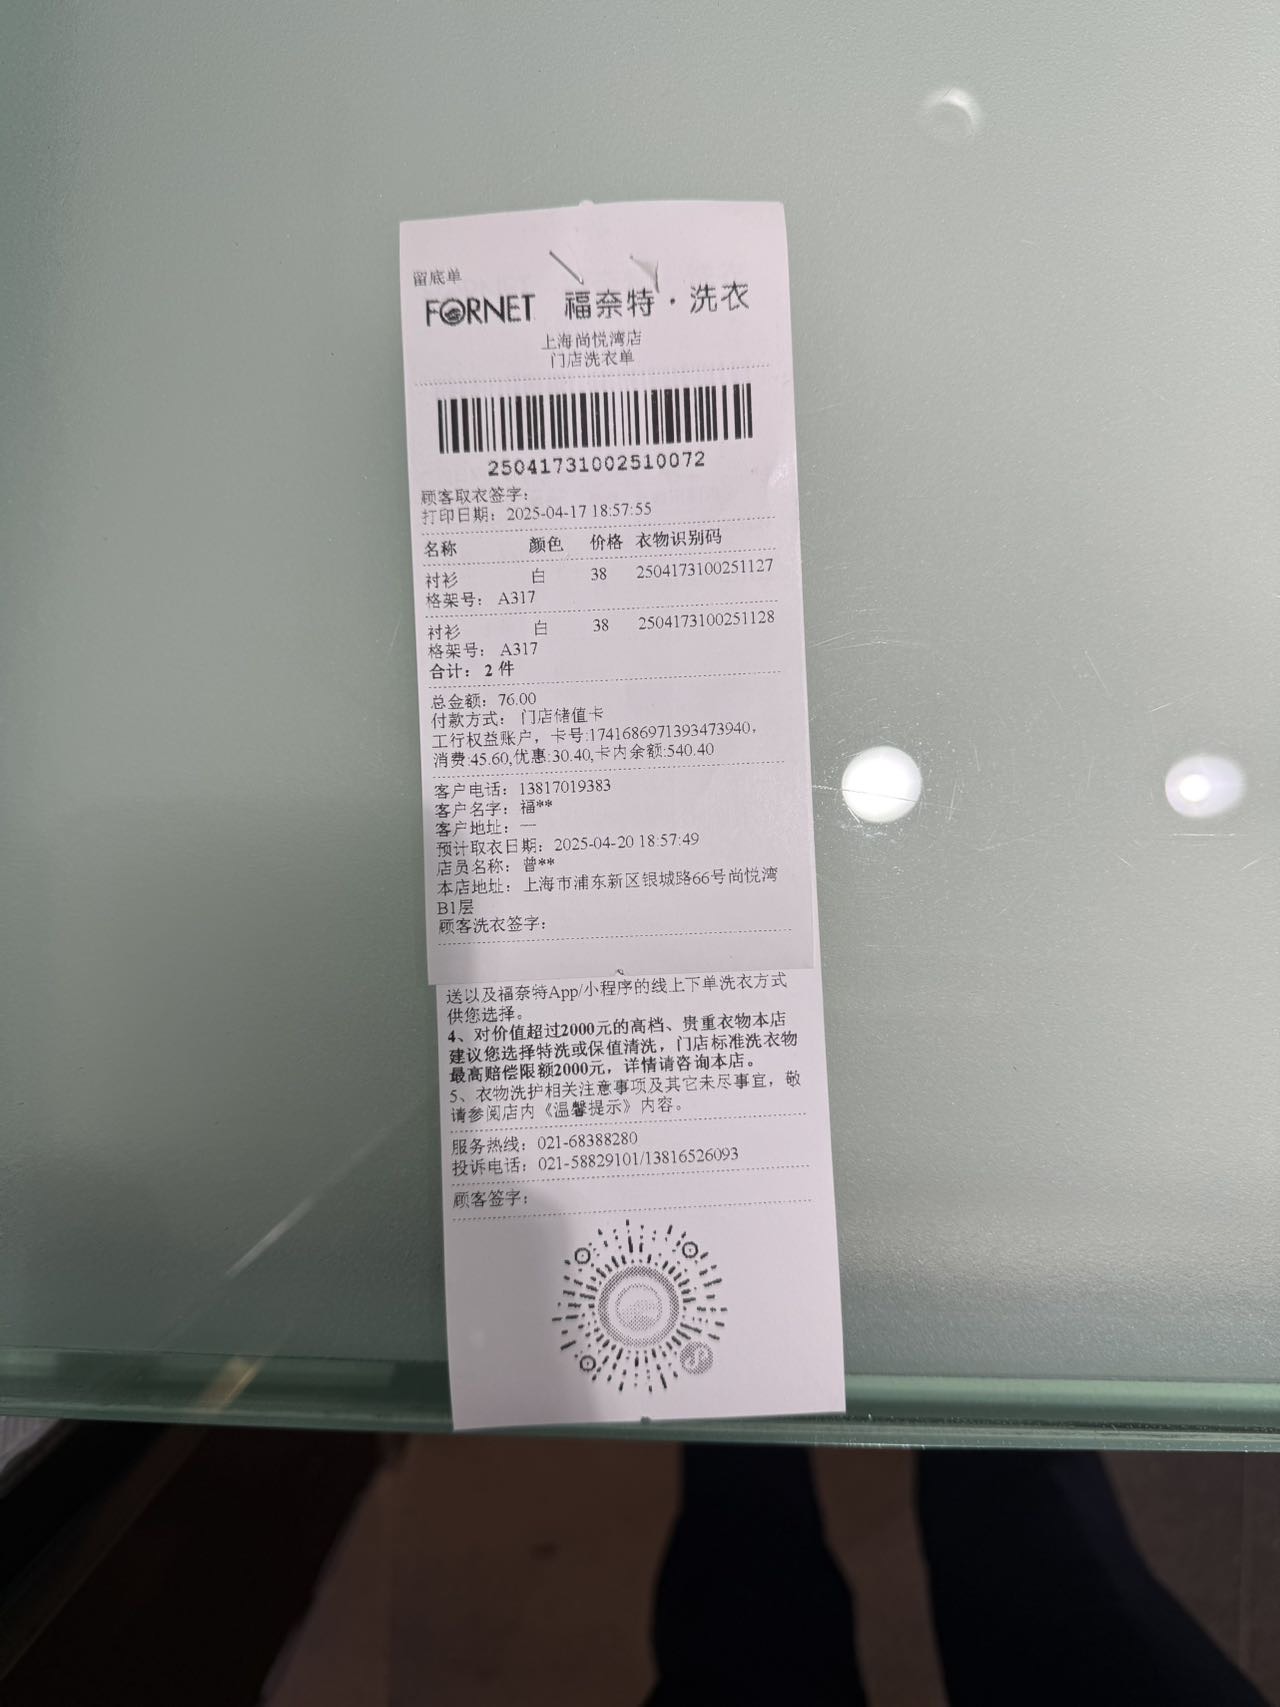 留底单
FORNET 福奈特·洗衣
上海尚悦湾店
门店洗衣单
25041731002510072
顾客取衣签字:
打印日期: 2025-04-17 18:57:55
名称 颜色 价格 衣物识别码
衬衫 白 38 2504173100251127
格架号: A317
衬衫 白 38 2504173100251128
格架号: A317
合计: 2 件
总金额: 76.00
付款方式: 门店储值卡
工行权益账户, 卡号:1741686971393473940,
消费:45.60,优惠:30.40,卡内余额:540.40
客户电话: 13817019383
客户名字: 福**
客户地址: 一
预计取衣日期: 2025-04-20 18:57:49
店员名称: 曾**
本店地址: 上海市浦东新区银城路66号尚悦湾
B1层
顾客洗衣签字:
送以及福奈特App/小程序的线上下单洗衣方式
供您选择。
4、对价值超过2000元的高档、贵重衣物本店
建议您选择特洗或保值清洗，门店标准洗衣物
最高赔偿限额2000元，详情请咨询本店。
5、衣物洗护相关注意事项及其它未尽事宜，敬
请参阅店内《温馨提示》内容。
服务热线: 021-68388280
投诉电话: 021-58829101/13816526093
顾客签字: